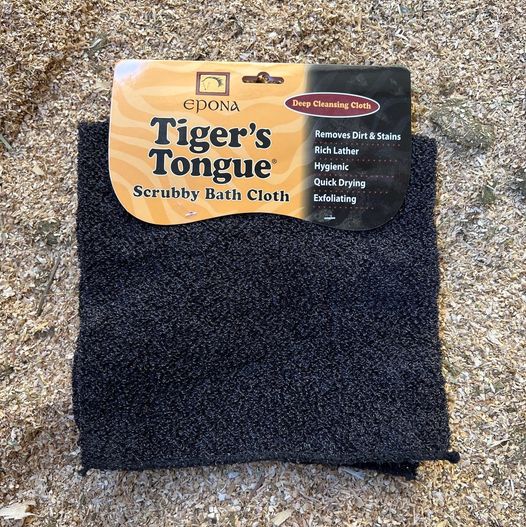 EPONA
Tiger's
Tongue®
Scrubby Bath Cloth
Deep Cleansing Cloth
Removes Dirt & Stains
Rich Lather
Hygienic
Quick Drying
Exfoliating